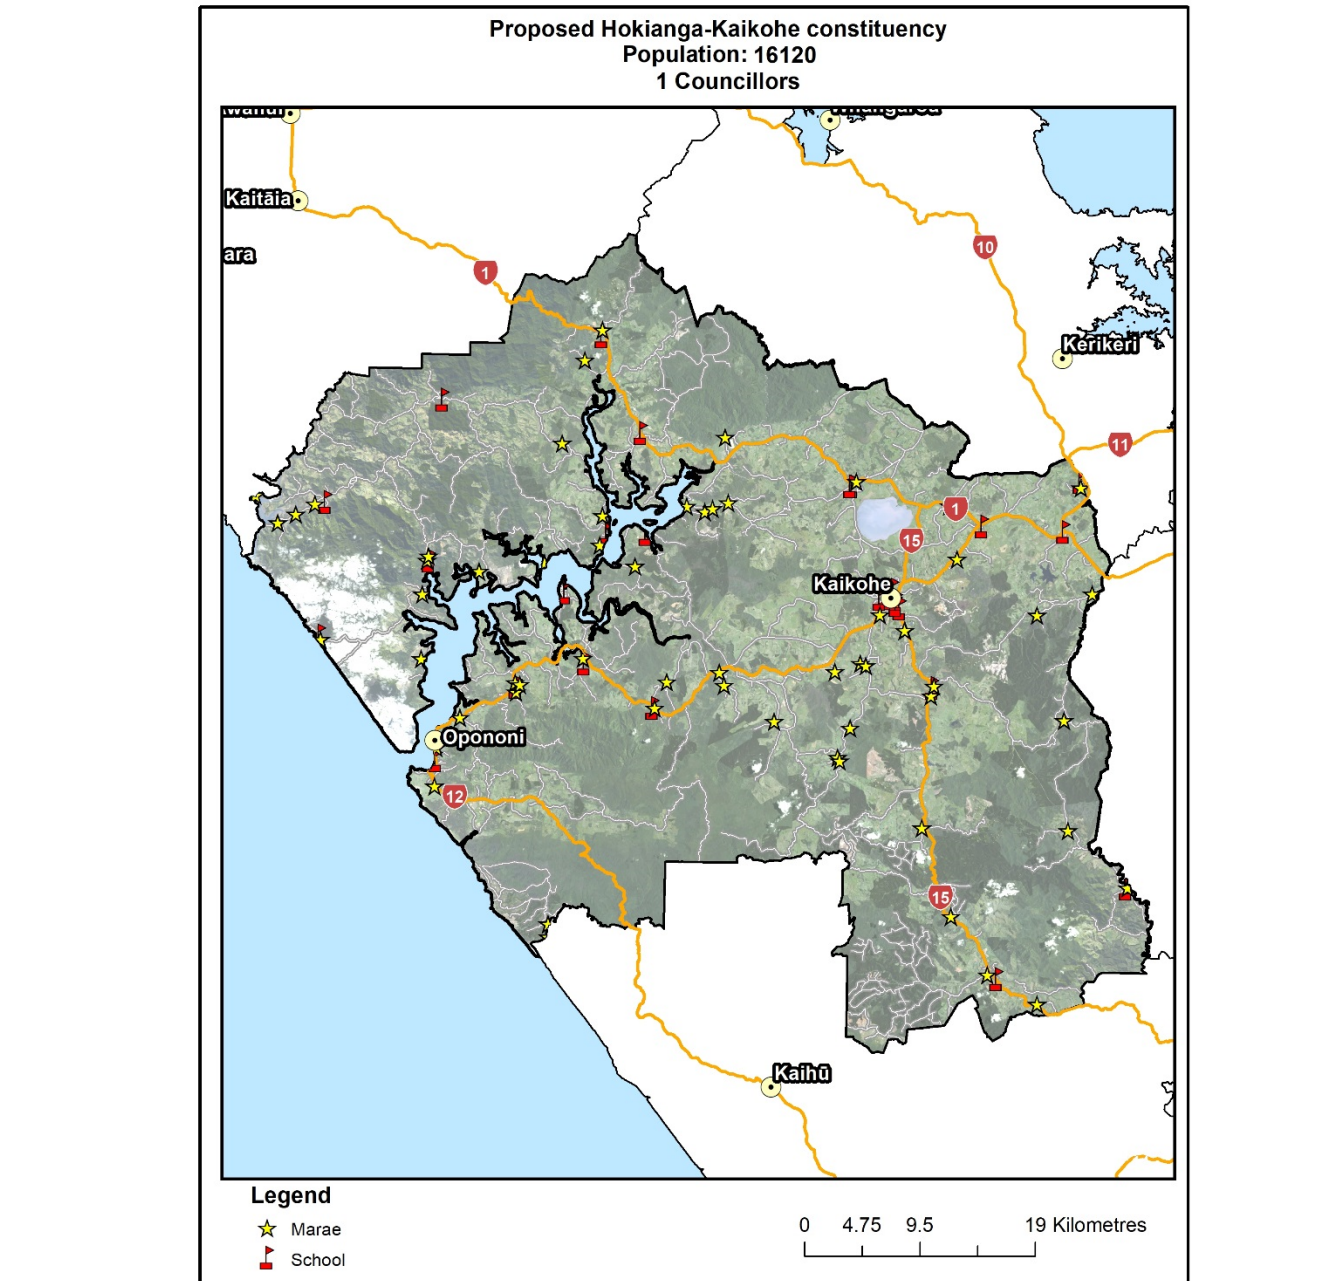 Proposed Hokianga-Kaikohe constituency
Population: 16120
1 Councillors
Kaitāia
ara
1
10
Kerikeri
11
1
15
Kaikohe
Opononi
12
15
Kaihū
Legend
Marae
School
0 4.75 9.5 19 Kilometres